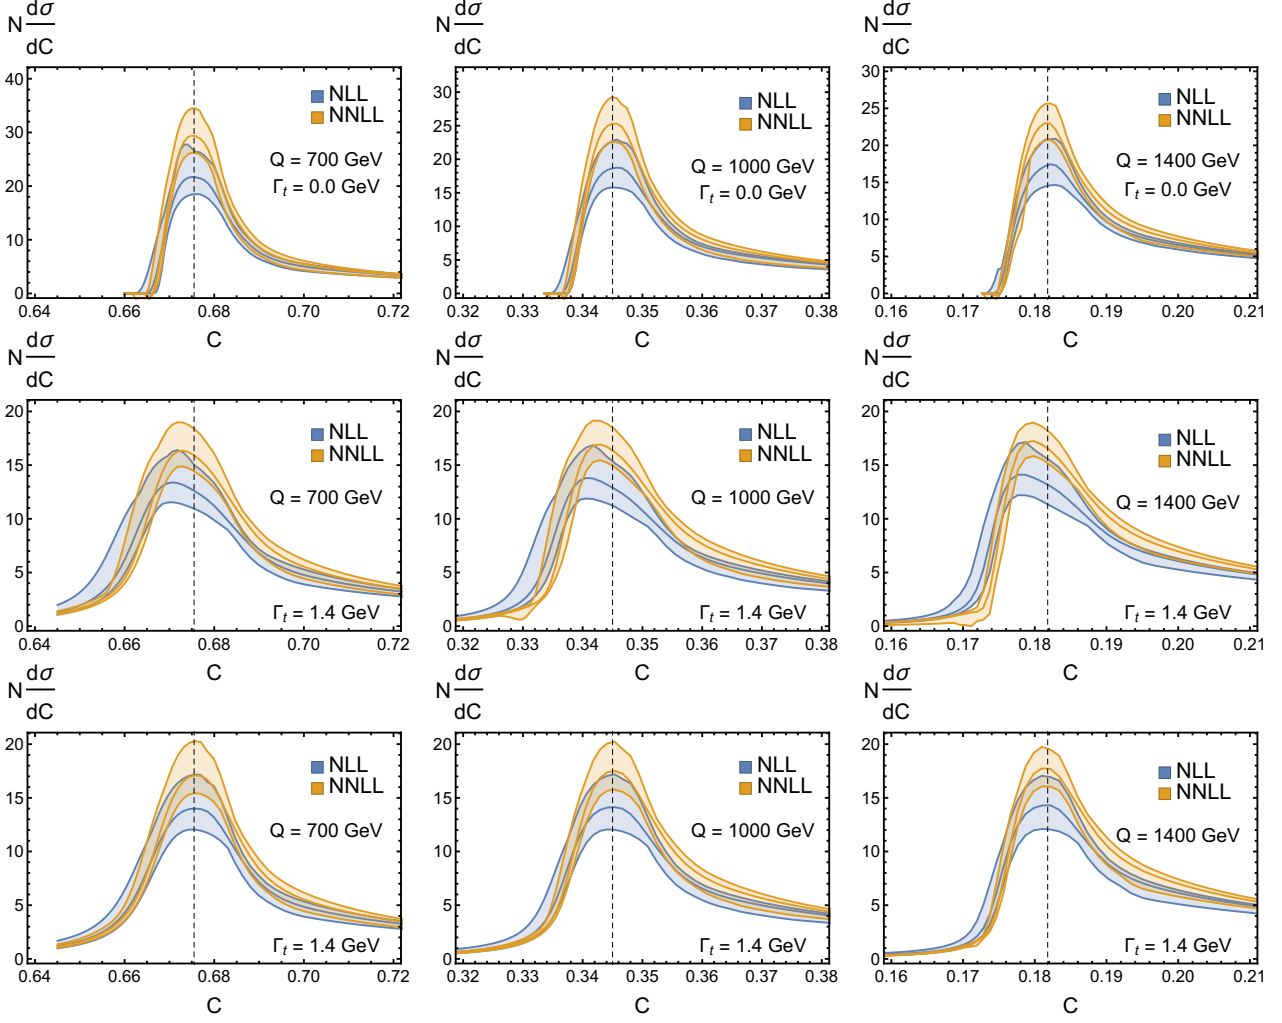 N dσ/dC
40
30
20
10
0
0.64 0.66 0.68 0.70 0.72
C
NLL
NNLL
Q = 700 GeV
Γt = 0.0 GeV
N dσ/dC
30
25
20
15
10
5
0
0.32 0.33 0.34 0.35 0.36 0.37 0.38
C
NLL
NNLL
Q = 1000 GeV
Γt = 0.0 GeV
N dσ/dC
30
25
20
15
10
5
0
0.16 0.17 0.18 0.19 0.20 0.21
C
NLL
NNLL
Q = 1400 GeV
Γt = 0.0 GeV
N dσ/dC
20
15
10
5
0
0.64 0.66 0.68 0.70 0.72
C
NLL
NNLL
Q = 700 GeV
Γt = 1.4 GeV
N dσ/dC
20
15
10
5
0
0.32 0.33 0.34 0.35 0.36 0.37 0.38
C
NLL
NNLL
Q = 1000 GeV
Γt = 1.4 GeV
N dσ/dC
20
15
10
5
0
0.16 0.17 0.18 0.19 0.20 0.21
C
NLL
NNLL
Q = 1400 GeV
Γt = 1.4 GeV
N dσ/dC
20
15
10
5
0
0.64 0.66 0.68 0.70 0.72
C
NLL
NNLL
Q = 700 GeV
Γt = 1.4 GeV
N dσ/dC
20
15
10
5
0
0.32 0.33 0.34 0.35 0.36 0.37 0.38
C
NLL
NNLL
Q = 1000 GeV
Γt = 1.4 GeV
N dσ/dC
20
15
10
5
0
0.16 0.17 0.18 0.19 0.20 0.21
C
NLL
NNLL
Q = 1400 GeV
Γt = 1.4 GeV